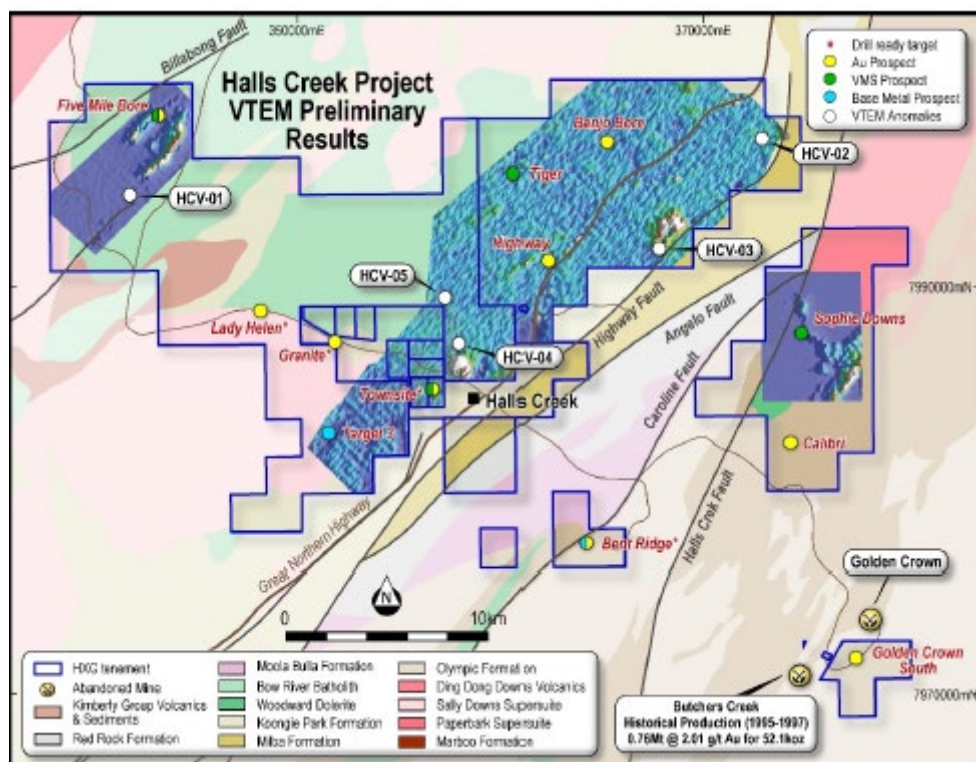 350000mE
370000mE
Billabong Fault
Halls Creek Project
VTEM Preliminary
Results
Drill ready target
Au Prospect
VMS Prospect
Base Metal Prospect
VTEM Anomalies
Five Mile Bore
Banjo Bore
HCV-02
Tiger
HCV-01
Highway
HCV-03
HCV-05
7990000mN
Lady Helen*
Highway Fault
Angelo Fault
Sophie Downs
Granite*
HCV-04
Caroline Fault
Townsite*
Halls Creek
Target 3
Calibri
Great Northern Highway
Bent Ridge*
Halls Crek Fault
Golden Crown
N
0 10km
Golden Crown
South
7970000mN
Butchers Creek
Historical Production (1995-1997)
0.76Mt @ 2.01 g/t Au for 52.1koz
HXG tenement
Abandoned Mine
Kimberly Group Volcanics
& Sediments
Red Rock Formation
Moola Bulla Formation
Bow River Batholith
Woodward Dolerite
Koongie Park Formation
Milba Formation
Olympic Formation
Ding Dong Downs Volcanics
Sally Downs Supersuite
Paperbark Supersuite
Marboo Formation